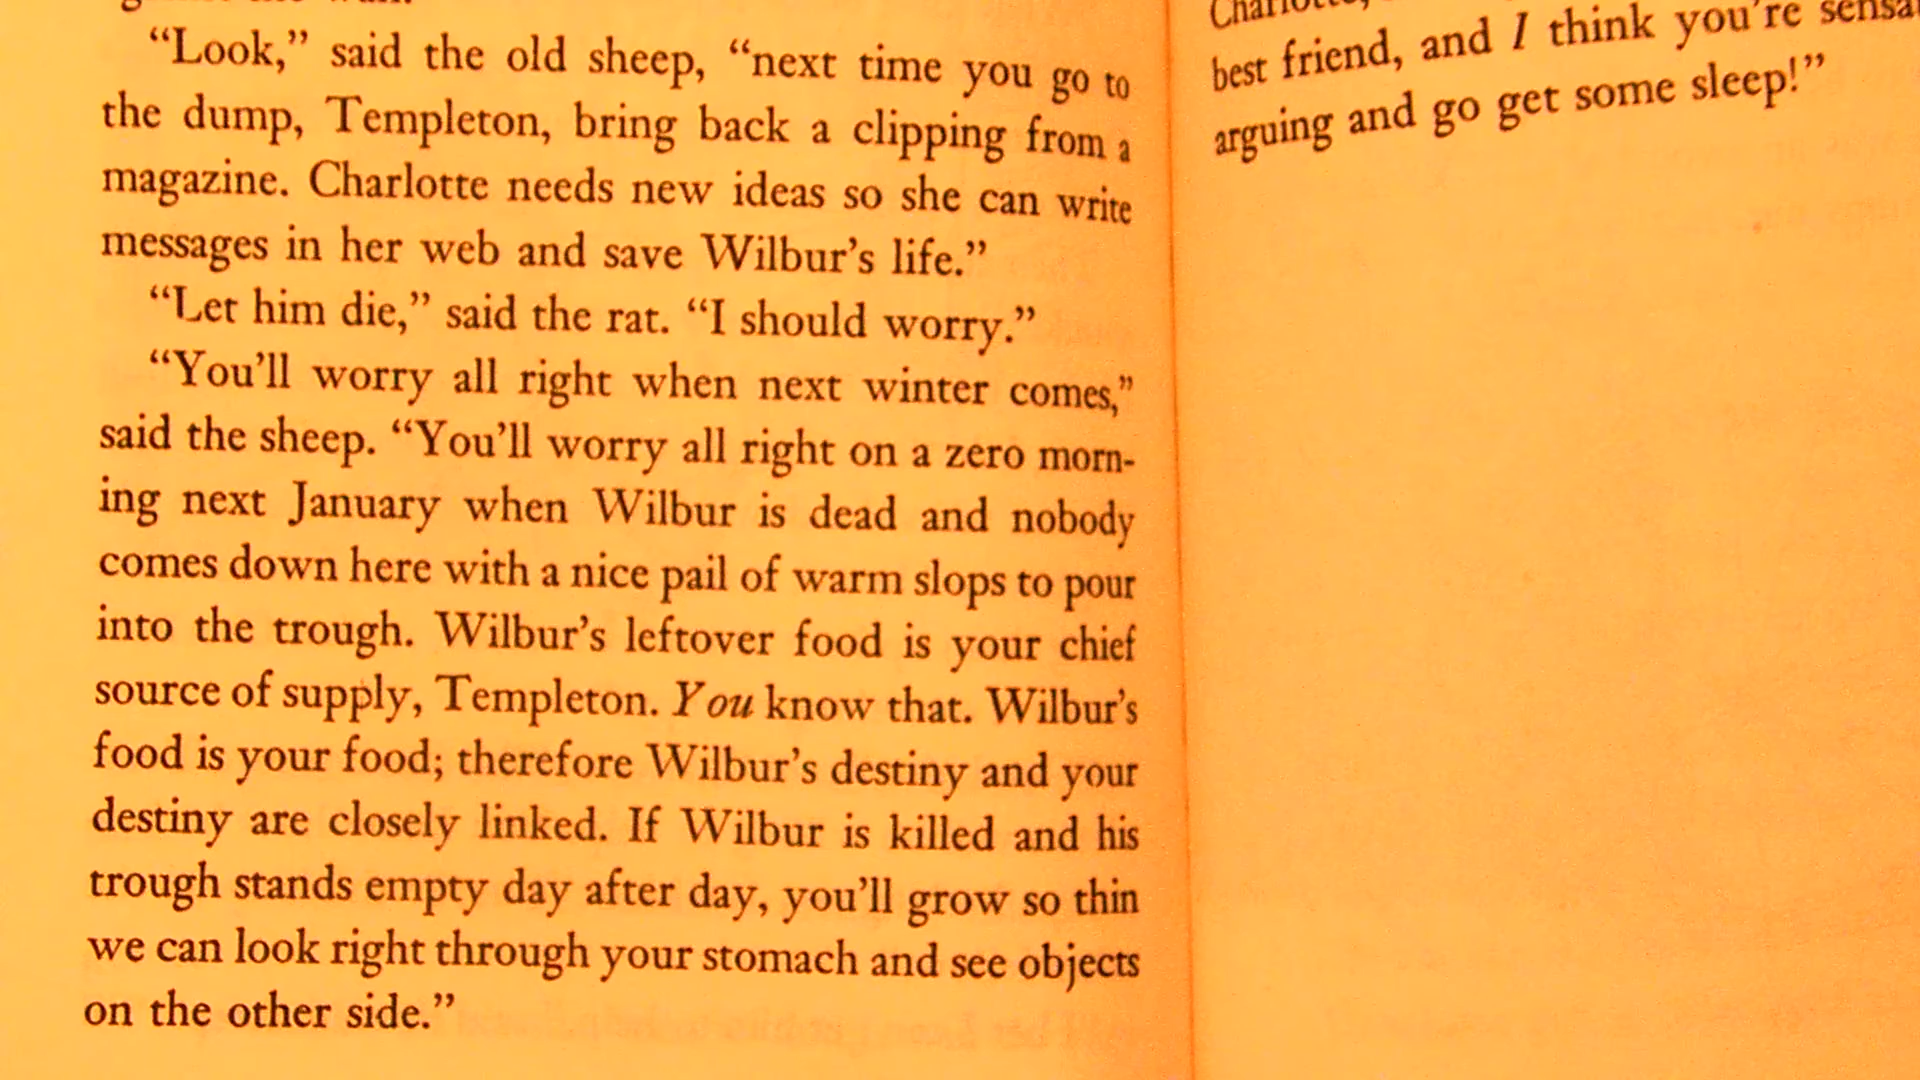 “Look,” said the old sheep, “next time you go to
the dump, Templeton, bring back a clipping from a
magazine. Charlotte needs new ideas so she can write
messages in her web and save Wilbur’s life.”
“Let him die,” said the rat. “I should worry.”
“You’ll worry all right when next winter comes,”
said the sheep. “You’ll worry all right on a zero morn-
ing next January when Wilbur is dead and nobody
comes down here with a nice pail of warm slops to pour
into the trough. Wilbur’s leftover food is your chief
source of supply, Templeton. You know that. Wilbur’s
food is your food; therefore Wilbur’s destiny and your
destiny are closely linked. If Wilbur is killed and his
trough stands empty day after day, you’ll grow so thin
we can look right through your stomach and see objects
on the other side.”
Charlotte,
best friend, and I think you’re
arguing and go get some sleep!”